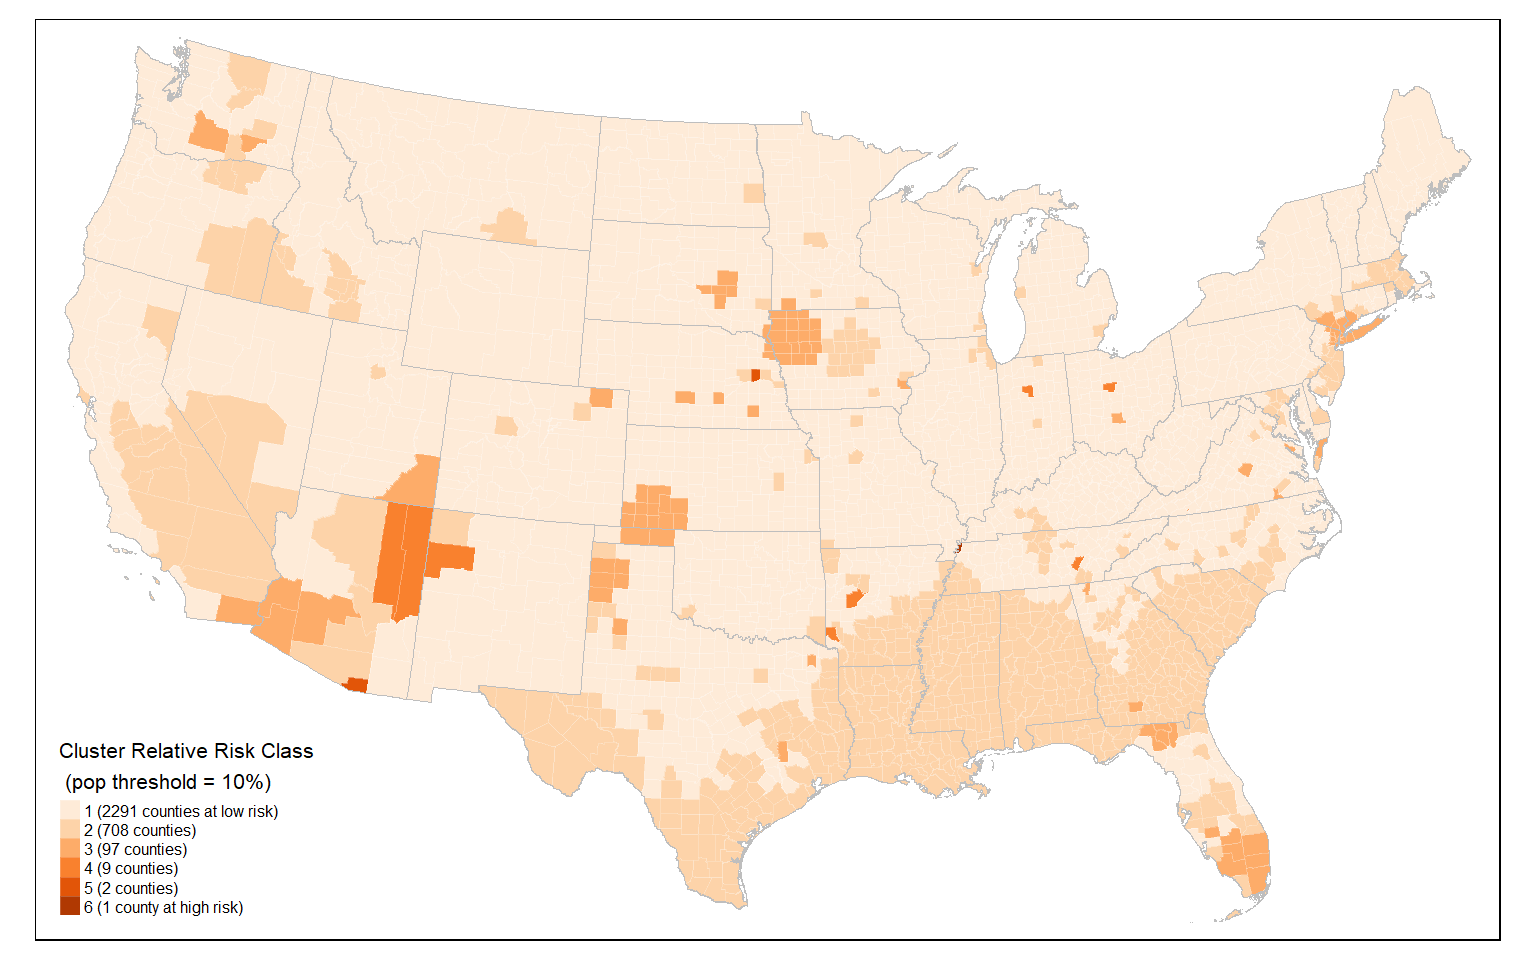 Cluster Relative Risk Class
(pop threshold = 10%)
1 (2291 counties at low risk)
2 (708 counties)
3 (97 counties)
4 (9 counties)
5 (2 counties)
6 (1 county at high risk)